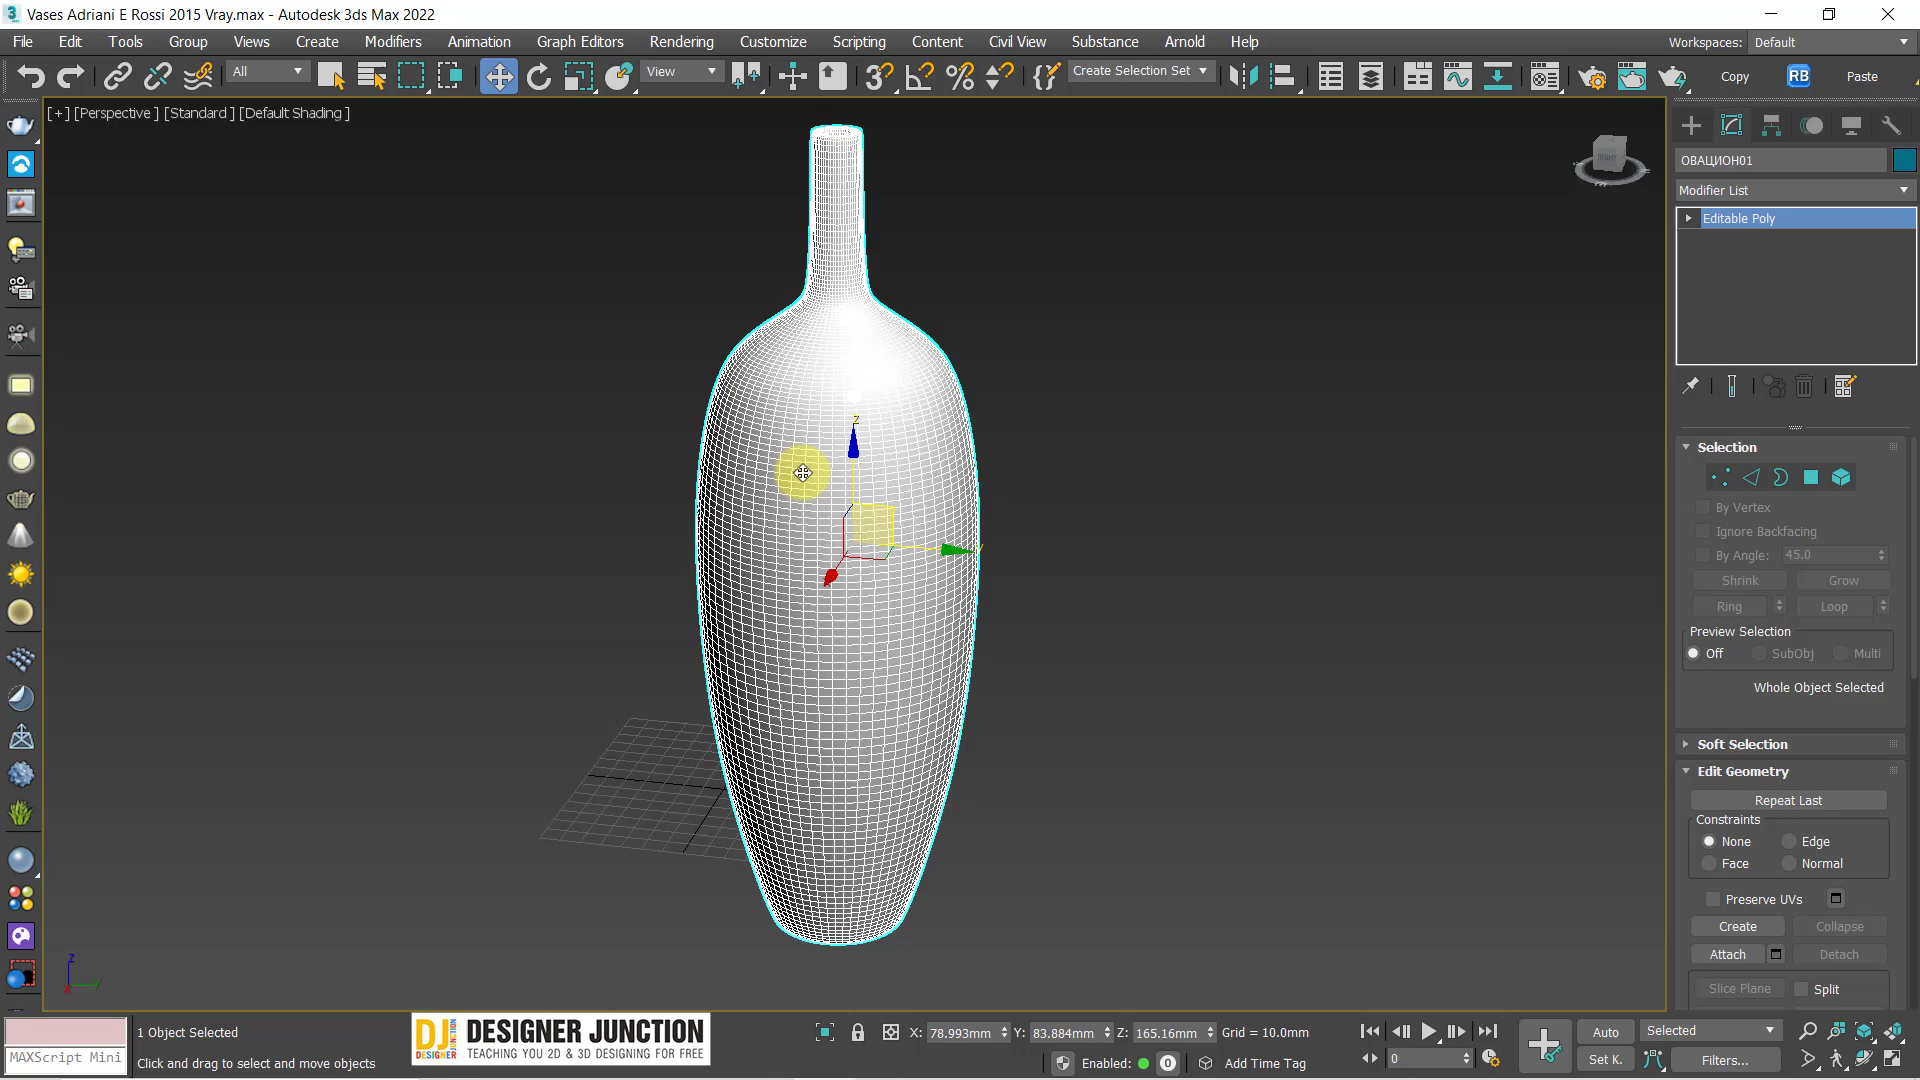 Vases Adriani E Rossi 2015 Vray.max - Autodesk 3ds Max 2022
File Edit Tools Group Views Create Modifiers Animation Graph Editors Rendering Customize Scripting Content Civil View Substance Arnold Help Workspaces: Default
All View Create Selection Set Copy RB Paste
[+] [Perspective ] [Standard ] [Default Shading ]
ОВАЦИОН01
Modifier List
Editable Poly
z
y
Selection
By Vertex
Ignore Backfacing
By Angle: 45.0
Shrink Grow
Ring Loop
Preview Selection
Off SubObj Multi
Whole Object Selected
Soft Selection
Edit Geometry
Repeat Last
Constraints
None Edge
Face Normal
Preserve UVs
Create Collapse
Attach Detach
Slice Plane Split
z
x
MAXScript Mini
1 Object Selected
Click and drag to select and move objects
DJ DESIGNER JUNCTION
TEACHING YOU 2D & 3D DESIGNING FOR FREE
X: 78.993mm Y: 83.884mm Z: 165.16mm Grid = 10.0mm
Enabled: 0 Add Time Tag
0
Auto Selected
Set K. Filters...